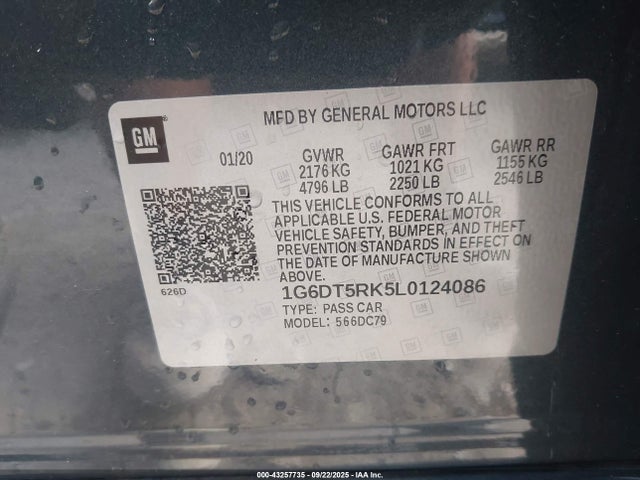 MFD BY GENERAL MOTORS LLC
GM
01/20
GVWR
2176 KG
4796 LB
GAWR FRT
1021 KG
2250 LB
GAWR RR
1155 KG
2546 LB
THIS VEHICLE CONFORMS TO ALL
APPLICABLE U.S. FEDERAL MOTOR
VEHICLE SAFETY, BUMPER, AND THEFT
PREVENTION STANDARDS IN EFFECT ON
THE DATE OF MANUFACTURE SHOWN
ABOVE.
626D
1G6DT5RK5L0124086
TYPE: PASS CAR
MODEL: 566DC79
000-43257735 - 09/22/2025 - IAA Inc.